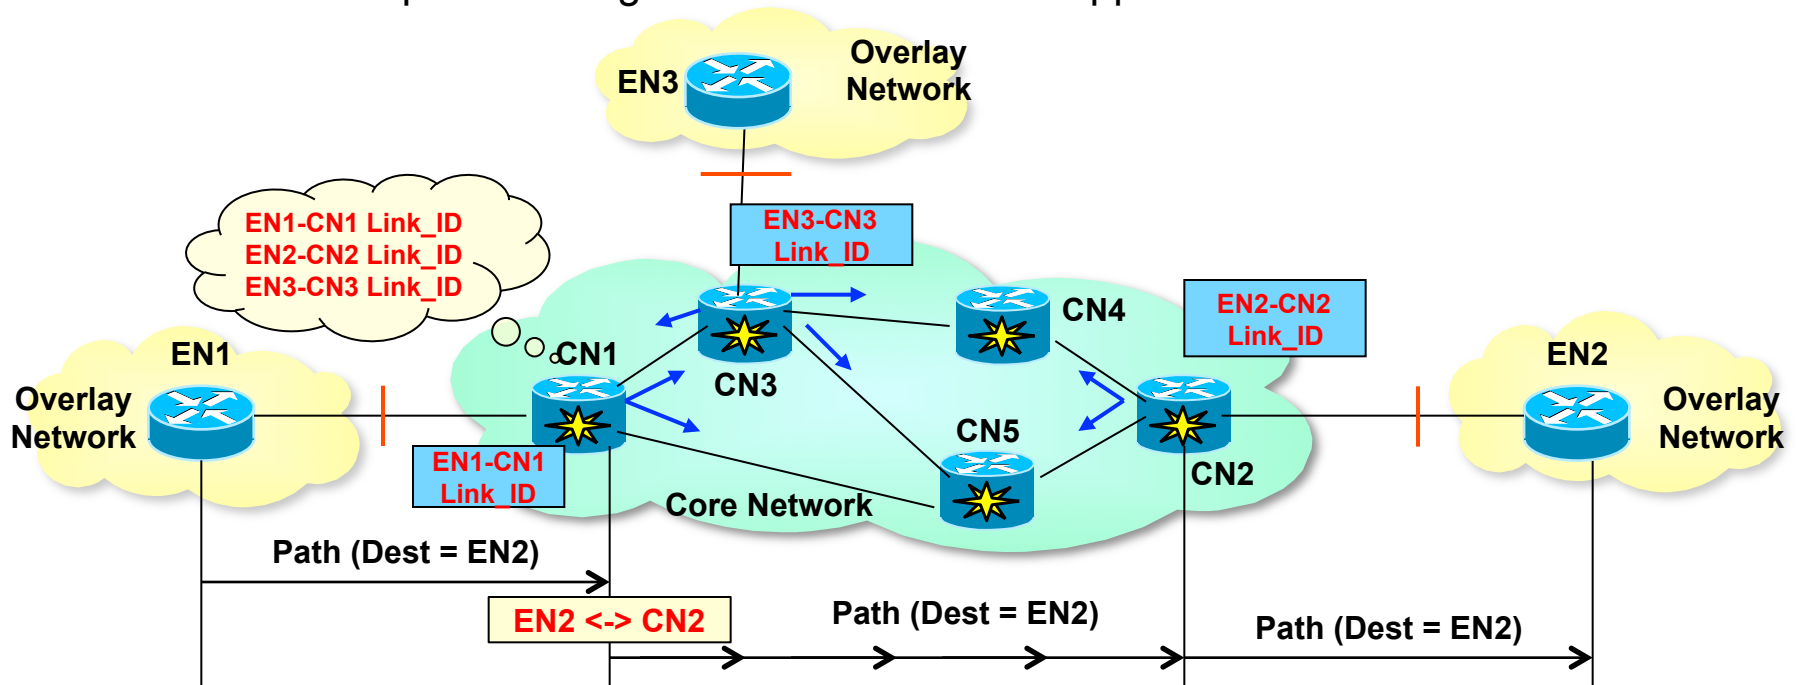 Overlay
Network
EN3
EN1-CN1 Link_ID
EN2-CN2 Link_ID
EN3-CN3 Link_ID
EN3-CN3
Link_ID
EN2-CN2
Link_ID
CN4
EN1
CN1
CN3
EN2
Overlay
Network
Overlay
Network
CN5
CN2
EN1-CN1
Link_ID
Core Network
Path (Dest = EN2)
EN2 <-> CN2
Path (Dest = EN2)
Path (Dest = EN2)